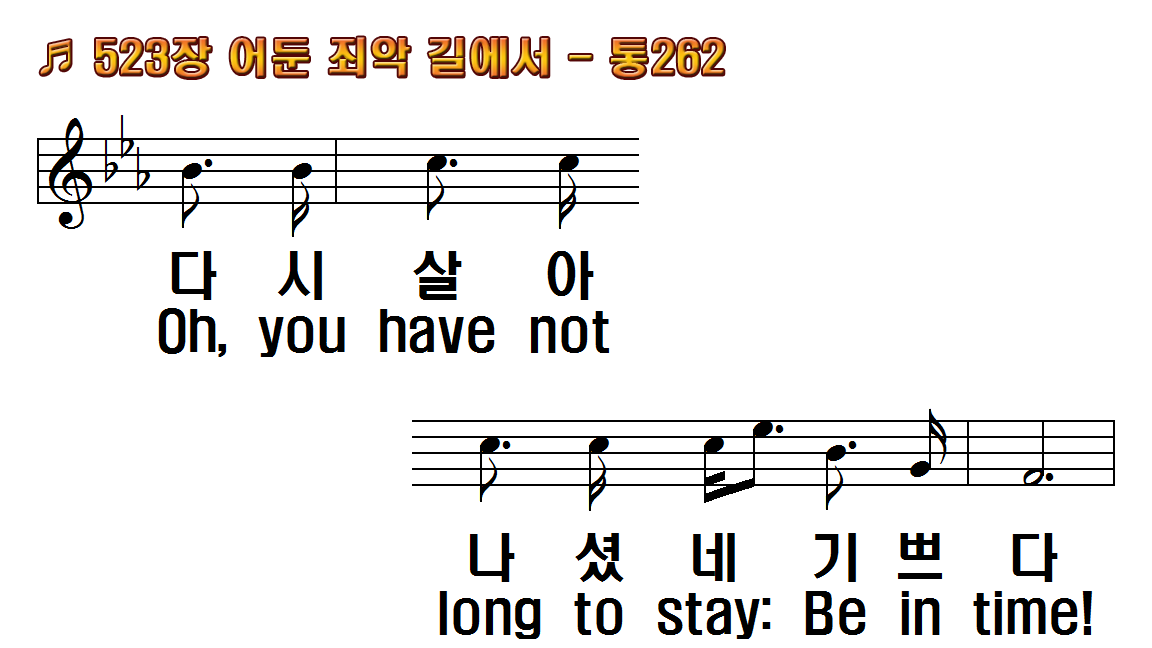 ♬ 523장 어둔 죄악 길에서 - 통262
다 시 살 아
Oh, you have not
나 셨 네 기 쁘 다
long to stay: Be in time!